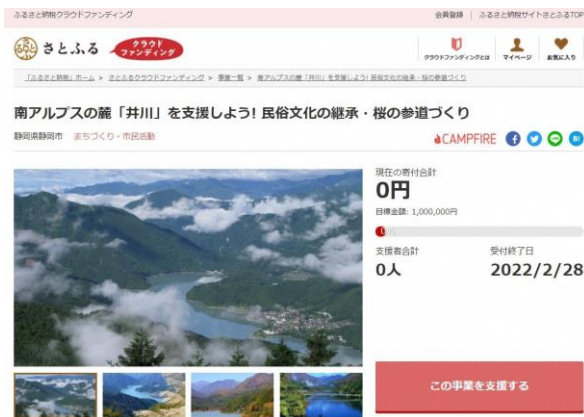 ふるさと納税クラウドファンディング
会員登録 | ふるさと納税サイトさとふるTOP
さとふる クラウドファンディング
クラウドファンディングとは マイページ お気に入り
「ふるさと納税」ホーム > さとふるクラウドファンディング > 事業一覧 > 南アルプスの麓「井川」を支援しよう! 民俗文化の継承・桜の参道づくり
南アルプスの麓「井川」を支援しよう! 民俗文化の継承・桜の参道づくり
静岡県静岡市 まちづくり・市民活動
CAMPFIRE
現在の寄付合計
0円
目標金額: 1,000,000円
支援者合計
受付終了日
0人
2022/2/28
この事業を支援する